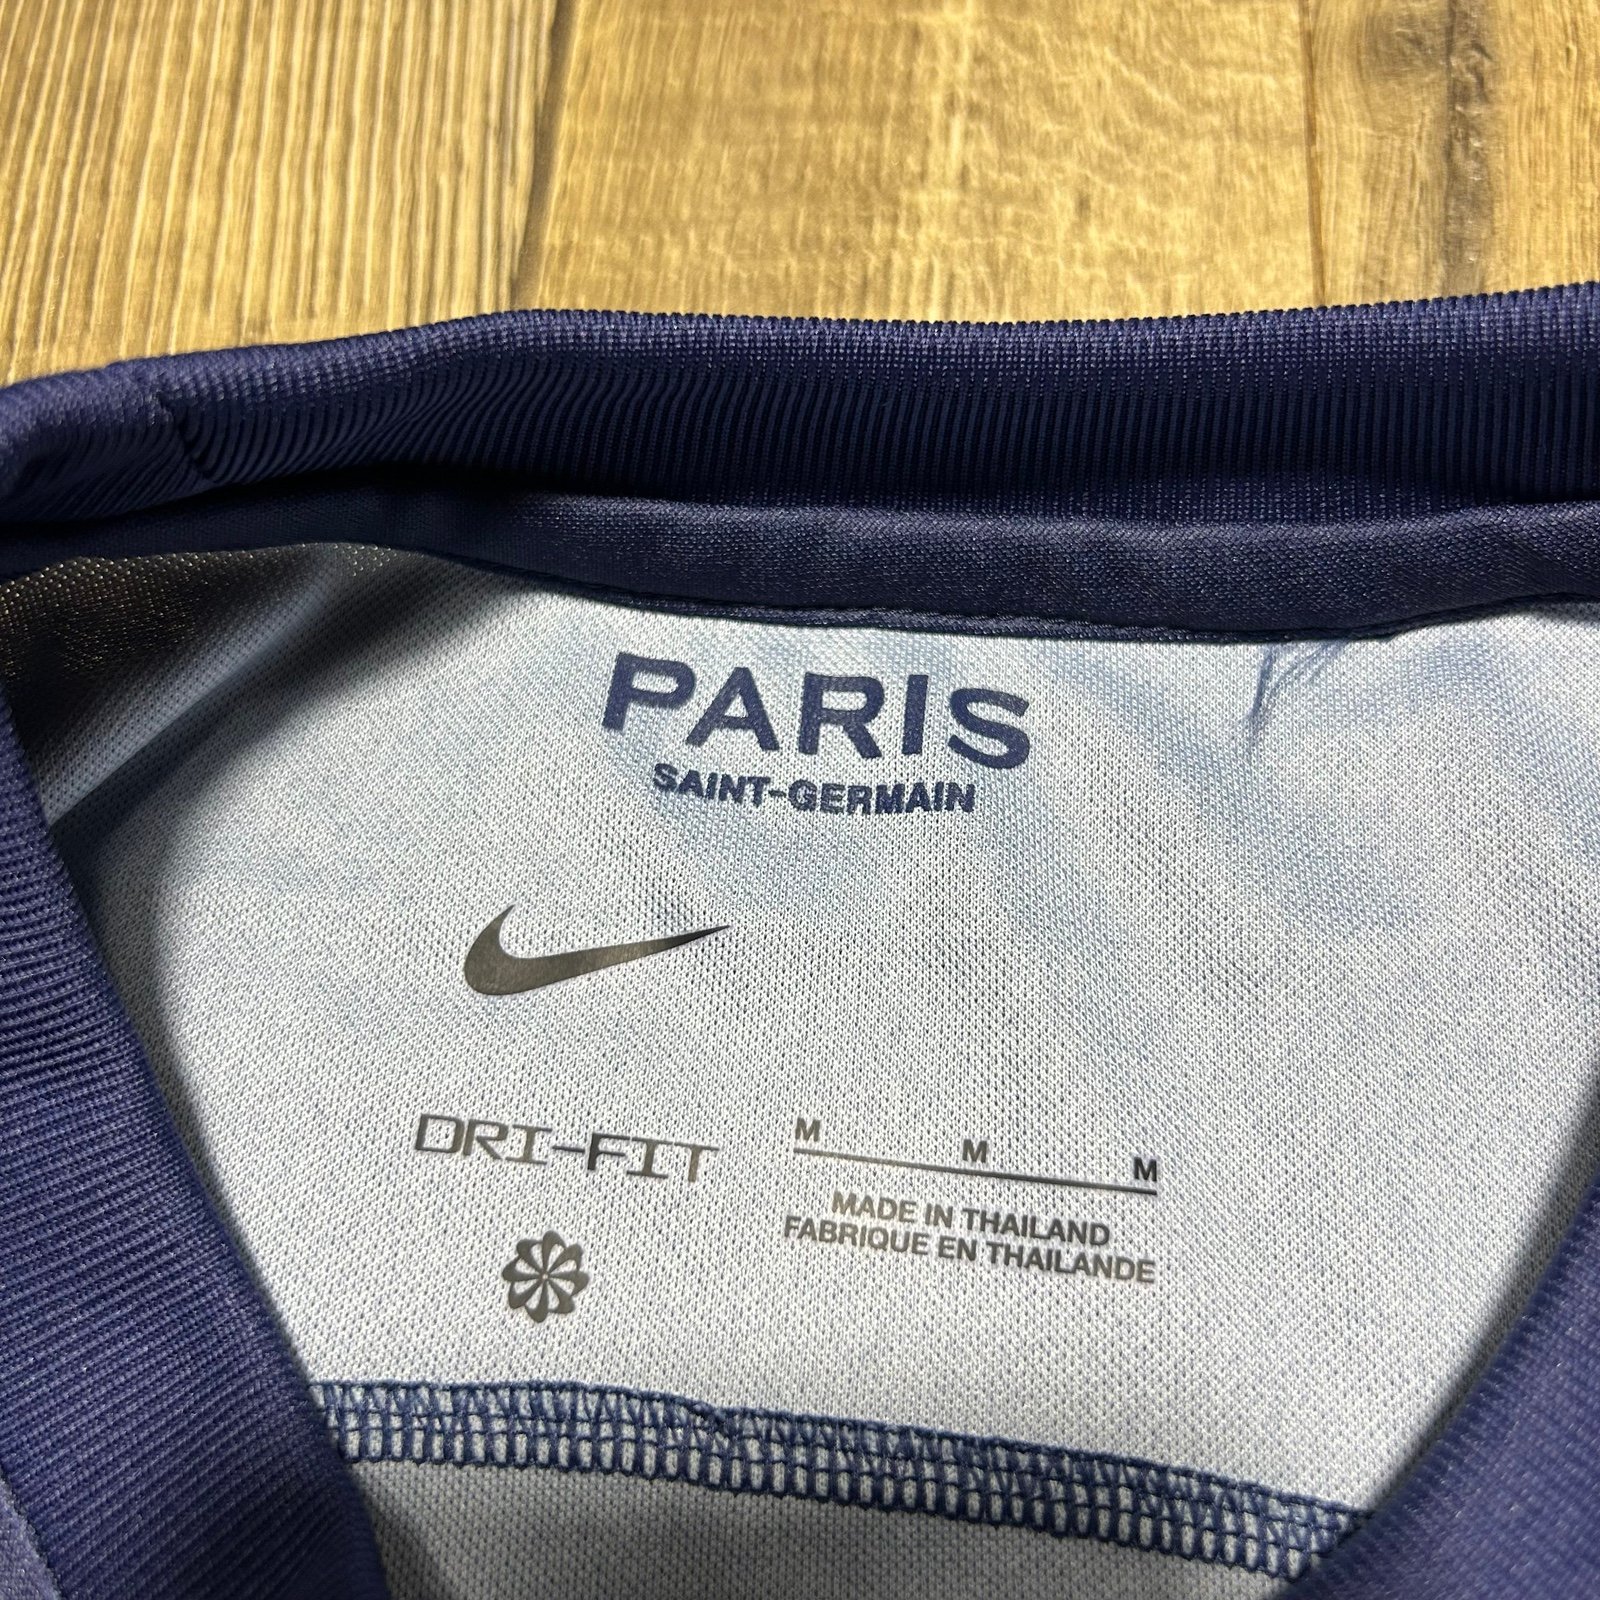 PARIS
SAINT-GERMAIN
DRI-FIT
M M M
MADE IN THAILAND
FABRIQUE EN THAILANDE